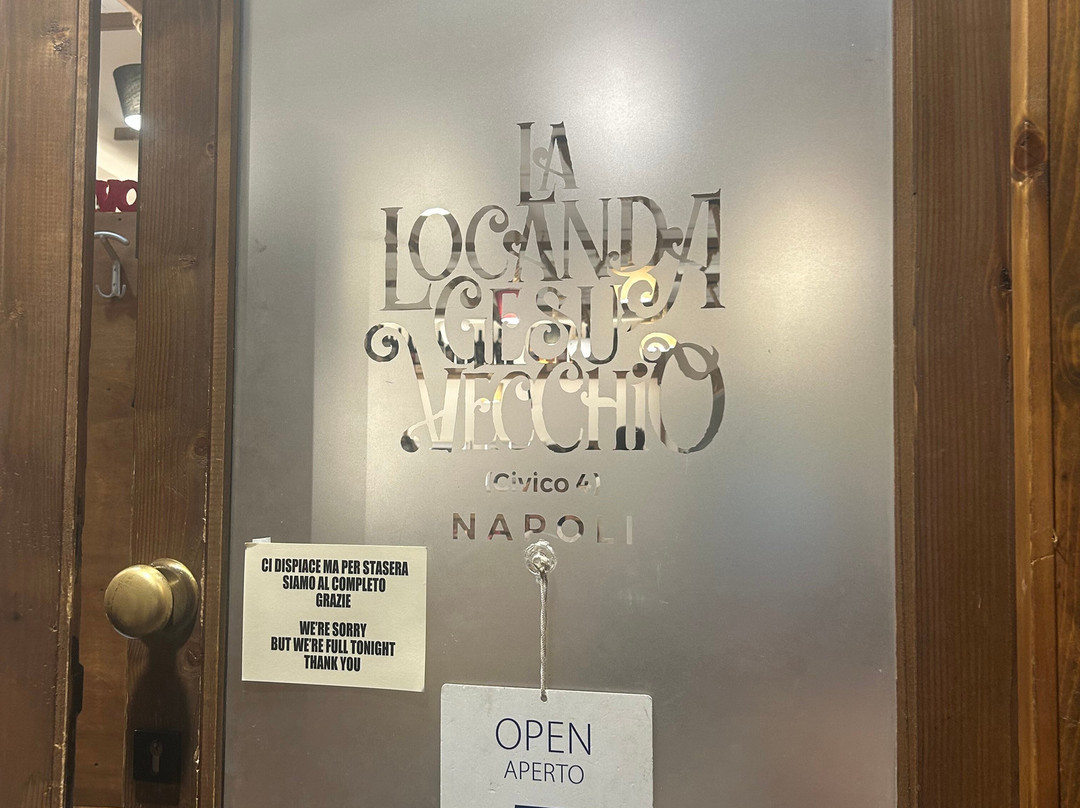 LA
LOCANDA
GESU'
VECCHIO
(Civico 4)
NAPOLI
CI DISPIACE MA PER STASERA
SIAMO AL COMPLETO
GRAZIE
WE'RE SORRY
BUT WE'RE FULL TONIGHT
THANK YOU
OPEN
APERTO